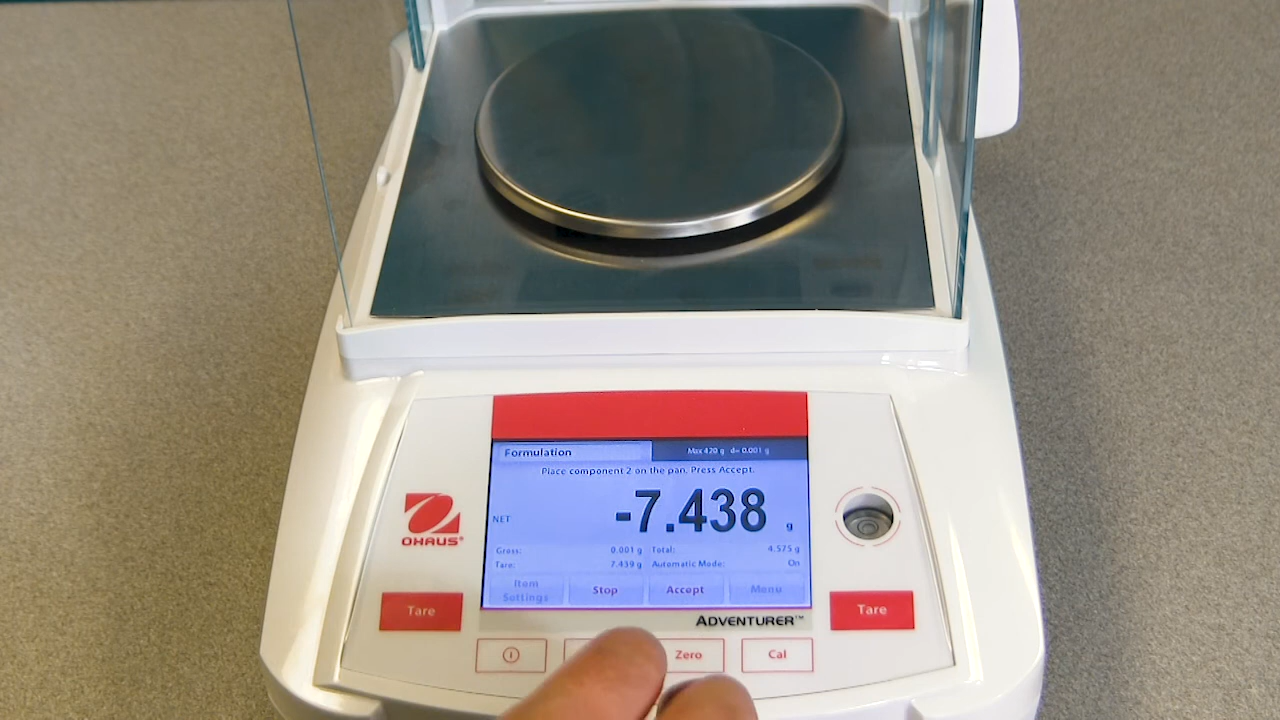 Formulation
Max 420 g d= 0.001 g
Place component 2 on the pan. Press Accept.
NET
-7.438 g
Gross: 0.001 g Total: 4.575 g
Tare: 7.439 g Automatic Mode: On
Item Settings
Stop
Accept
Menu
OHAUS®
Tare
Tare
ADVENTURER™
Zero
Cal